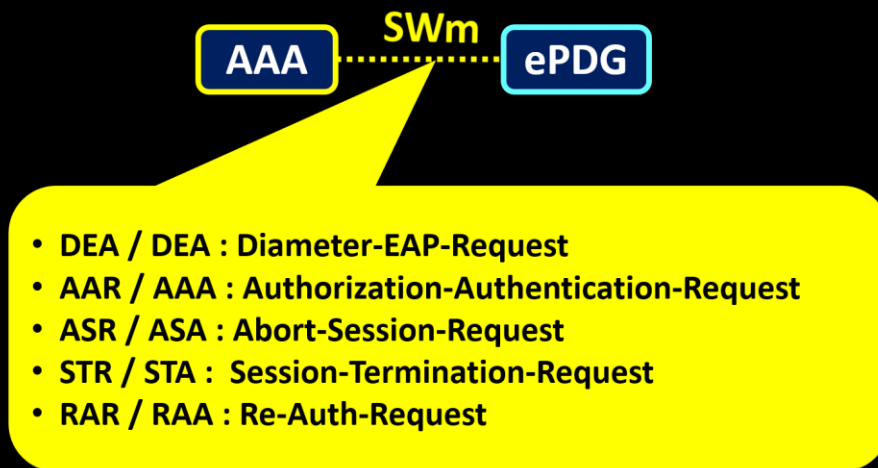 SWm
AAA
ePDG
• DEA / DEA : Diameter-EAP-Request
• AAR / AAA : Authorization-Authentication-Request
• ASR / ASA : Abort-Session-Request
• STR / STA :  Session-Termination-Request
• RAR / RAA : Re-Auth-Request